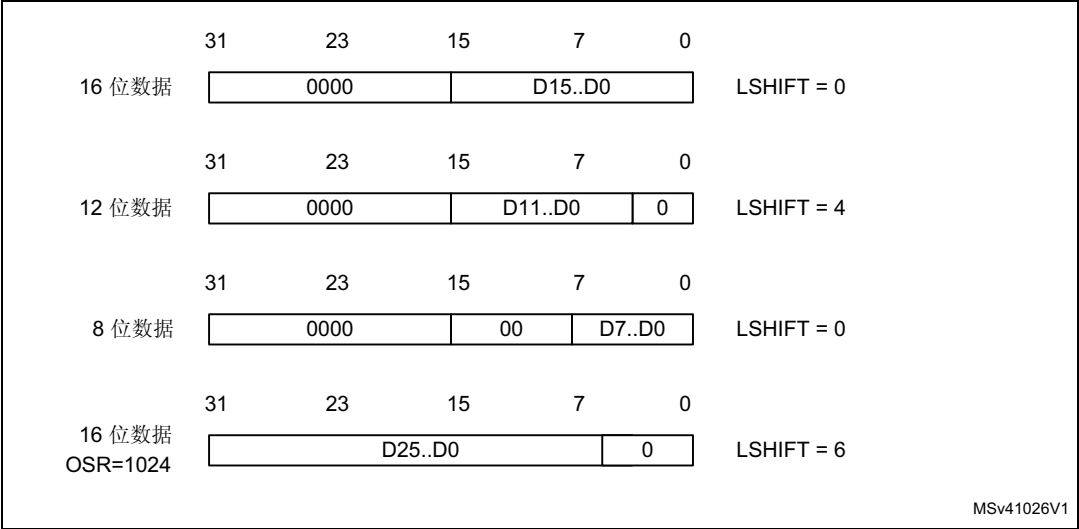 31 23 15 7 0
16 位数据 0000 D15..D0 LSHIFT = 0
31 23 15 7 0
12 位数据 0000 D11..D0 0 LSHIFT = 4
31 23 15 7 0
8 位数据 0000 00 D7..D0 LSHIFT = 0
31 23 15 7 0
16 位数据
OSR=1024 D25..D0 0 LSHIFT = 6
MSv41026V1